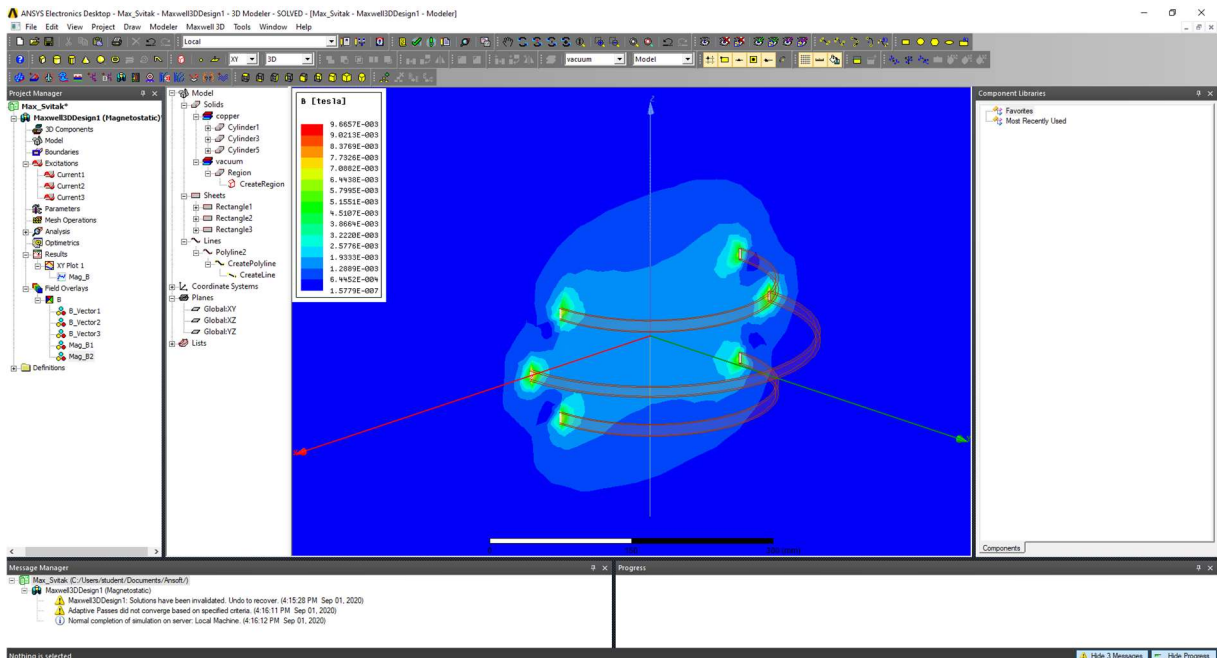 ANSYS Electronics Desktop - Max_Svitak - Maxwell3DDesign1 - 3D Modeler - SOLVED - [Max_Svitak - Maxwell3DDesign1 - Modeler]
File Edit View Project Draw Modeler Maxwell 3D Tools Window Help
Local
XY 3D vacuum Model
Project Manager
Max_Svitak*
Maxwell3DDesign1 (Magnetostatic)*
3D Components
Model
Boundaries
Excitations
Current1
Current2
Current3
Parameters
Mesh Operations
Analysis
Optimetrics
Results
XY Plot 1
Mag_B
Field Overlays
B
B_Vector1
B_Vector2
B_Vector3
Mag_B1
Mag_B2
Definitions
Model
Solids
copper
Cylinder1
Cylinder3
Cylinder5
vacuum
Region
CreateRegion
Sheets
Rectangle1
Rectangle2
Rectangle3
Lines
Polyline2
CreatePolyline
CreateLine
Coordinate Systems
Planes
Global:XY
Global:XZ
Global:YZ
Lists
B [tesla]
9.6657E-003
9.0213E-003
8.3769E-003
7.7326E-003
7.0882E-003
6.4438E-003
5.7995E-003
5.1551E-003
4.5107E-003
3.8664E-003
3.2220E-003
2.5776E-003
1.9333E-003
1.2889E-003
6.4452E-004
1.5779E-007
Component Libraries
Favorites
Most Recently Used
Components
Message Manager
Max_Svitak (C:/Users/student/Documents/Ansoft/)
Maxwell3DDesign1 (Magnetostatic)
Maxwell3DDesign1: Solutions have been invalidated. Undo to recover. (4:15:28 PM Sep 01, 2020)
Adaptive Passes did not converge based on specified criteria. (4:16:11 PM Sep 01, 2020)
Normal completion of simulation on server: Local Machine. (4:16:12 PM Sep 01, 2020)
Progress
Nothing is selected
Hide 3 Messages Hide Progress